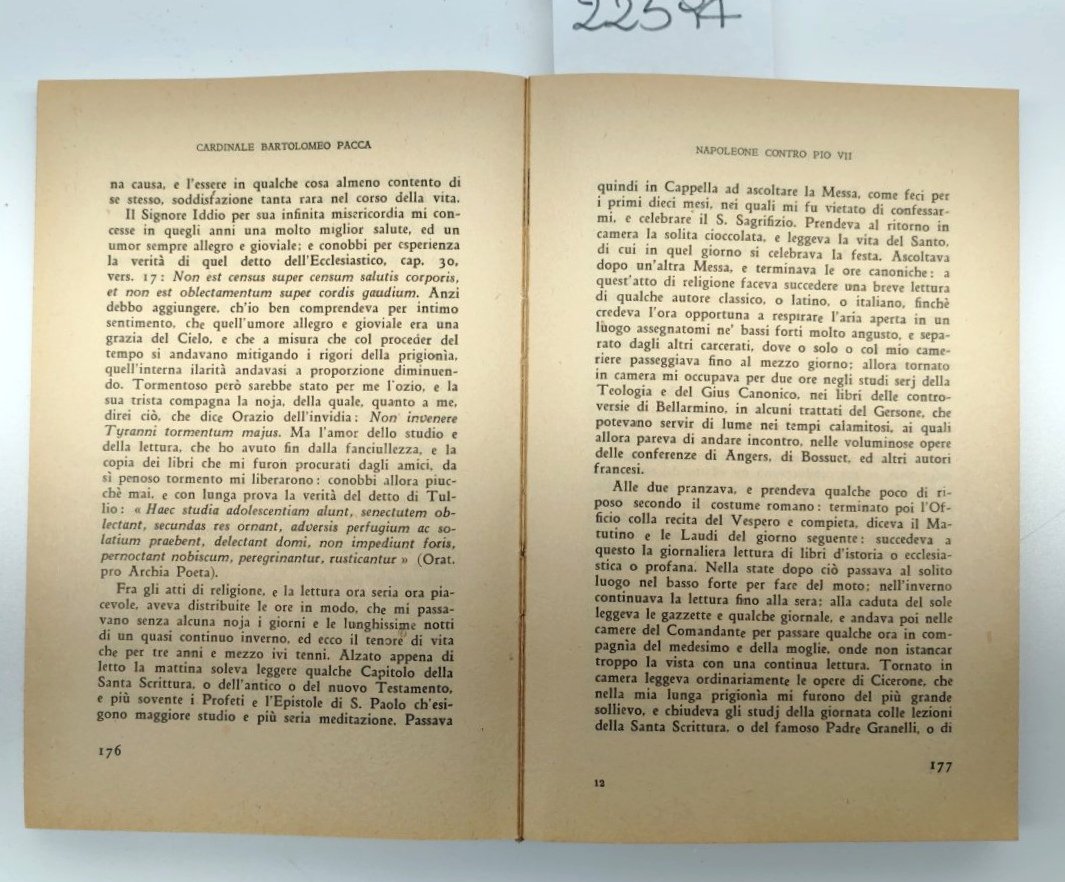 22594
CARDINALE BARTOLOMEO PACCA
na causa, e l'essere in qualche cosa almeno contento di
se stesso, soddisfazione tanta rara nel corso della vita.
Il Signore Iddio per sua infinita misericordia mi con-
cesse in quegli anni una molto miglior salute, ed un
umor sempre allegro e gioviale; e conobbi per esperienza
la verità di quel detto dell'Ecclesiastico, cap. 30,
vers. 17: Non est census super censum salutis corporis,
et non est oblectamentum super cordis gaudium. Anzi
debbo aggiungere, ch'io ben comprendeva per intimo
sentimento, che quell'umore allegro e gioviale era una
grazia del Cielo, e che a misura che col proceder del
tempo si andavano mitigando i rigori della prigionìa,
quell'interna ilarità andavasi a proporzione diminuen-
do. Tormentoso però sarebbe stato per me l'ozio, e la
sua trista compagna la noja, della quale, quanto a me,
direi ciò, che dice Orazio dell'invidia: Non invenere
Tyranni tormentum majus. Ma l'amor dello studio e
della lettura, che ho avuto fin dalla fanciullezza, e la
copia dei libri che mi furon procurati dagli amici, da
sì penoso tormento mi liberarono: conobbi allora piuc-
chè mai, e con lunga prova la verità del detto di Tul-
lio: « Haec studia adolescentiam alunt, senectutem ob-
lectant, secundas res ornant, adversis perfugium ac so-
latium praebent, delectant domi, non impediunt foris,
pernoctant nobiscum, peregrinantur, rusticantur » (Orat.
pro Archia Poeta).
Fra gli atti di religione, e la lettura ora seria ora pia-
cevole, aveva distribuite le ore in modo, che mi passa-
vano senza alcuna noja i giorni e le lunghissime notti
di un quasi continuo inverno, ed ecco il tenore di vita
che per tre anni e mezzo ivi tenni. Alzato appena di
letto la mattina soleva leggere qualche Capitolo della
Santa Scrittura, o dell'antico o del nuovo Testamento,
e più sovente i Profeti e l'Epistole di S. Paolo ch'esi-
gono maggiore studio e più seria meditazione. Passava
176
NAPOLEONE CONTRO PIO VII
quindi in Cappella ad ascoltare la Messa, come feci per
i primi dieci mesi, nei quali mi fu vietato di confessar-
mi, e celebrare il S. Sagrifizio. Prendeva al ritorno in
camera la solita cioccolata, e leggeva la vita del Santo,
di cui in quel giorno si celebrava la festa. Ascoltava
dopo un'altra Messa, e terminava le ore canoniche: a
quest'atto di religione faceva succedere una breve lettura
di qualche autore classico, o latino, o italiano, finchè
credeva l'ora opportuna a respirare l'aria aperta in un
luogo assegnatomi ne' bassi forti molto angusto, e sepa-
rato dagli altri carcerati, dove o solo o col mio came-
riere passeggiava fino al mezzo giorno; allora tornato
in camera mi occupava per due ore negli studi serj della
Teologia e del Gius Canonico, nei libri delle contro-
versie di Bellarmino, in alcuni trattati del Gersone, che
potevano servir di lume nei tempi calamitosi, ai quali
allora pareva di andare incontro, nelle voluminose opere
delle conferenze di Angers, di Bossuet, ed altri autori
francesi.
Alle due pranzava, e prendeva qualche poco di ri-
poso secondo il costume romano: terminato poi l'Of-
ficio colla recita del Vespero e compieta, diceva il Ma-
tutino e le Laudi del giorno seguente: succedeva a
questo la giornaliera lettura di libri d'istoria o ecclesia-
stica o profana. Nella state dopo ciò passava al solito
luogo nel basso forte per fare del moto; nell'inverno
continuava la lettura fino alla sera; alla caduta del sole
leggeva le gazzette e qualche giornale, e andava poi nelle
camere del Comandante per passare qualche ora in com-
pagnìa del medesimo e della moglie, onde non istancar
troppo la vista con una continua lettura. Tornato in
camera leggeva ordinariamente le opere di Cicerone, che
nella mia lunga prigionìa mi furono del più grande
sollievo, e chiudeva gli studj della giornata colle lezioni
della Santa Scrittura, o del famoso Padre Granelli, o di
177
12